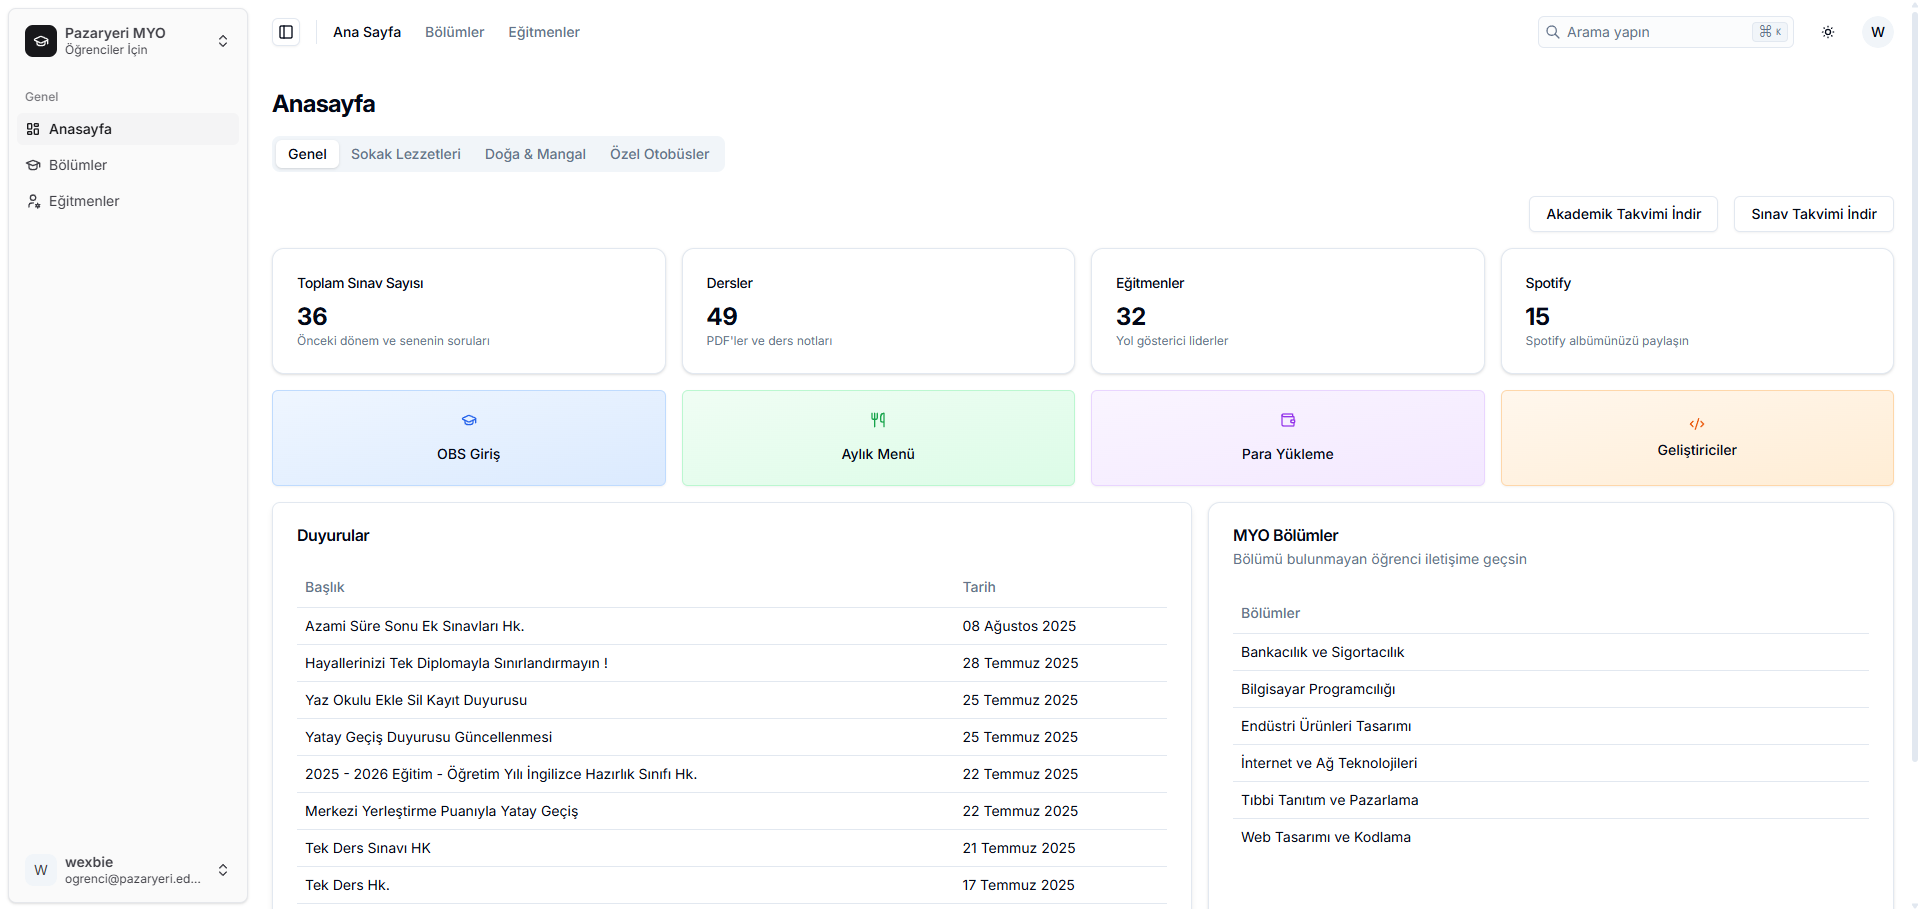 Pazaryeri MYO
Öğrenciler İçin
Genel
Anasayfa
Bölümler
Eğitmenler
wexbie
W
ogrenci@pazaryeri.ed...
Ana Sayfa
Bölümler
Eğitmenler
Arama yapın
⌘ K
W
Anasayfa
Genel
Sokak Lezzetleri
Doğa & Mangal
Özel Otobüsler
Akademik Takvimi İndir
Sınav Takvimi İndir
Toplam Sınav Sayısı
36
Önceki dönem ve senenin soruları
Dersler
49
PDF'ler ve ders notları
Eğitmenler
32
Yol gösterici liderler
Spotify
15
Spotify albümünüzü paylaşın
OBS Giriş
Aylık Menü
Para Yükleme
Geliştiriciler
Duyurular
Başlık Tarih
Azami Süre Sonu Ek Sınavları Hk. 08 Ağustos 2025
Hayallerinizi Tek Diplomayla Sınırlandırmayın ! 28 Temmuz 2025
Yaz Okulu Ekle Sil Kayıt Duyurusu 25 Temmuz 2025
Yatay Geçiş Duyurusu Güncellenmesi 25 Temmuz 2025
2025 - 2026 Eğitim - Öğretim Yılı İngilizce Hazırlık Sınıfı Hk. 22 Temmuz 2025
Merkezi Yerleştirme Puanıyla Yatay Geçiş 22 Temmuz 2025
Tek Ders Sınavı HK 21 Temmuz 2025
Tek Ders Hk. 17 Temmuz 2025
MYO Bölümler
Bölümü bulunmayan öğrenci iletişime geçsin
Bölümler
Bankacılık ve Sigortacılık
Bilgisayar Programcılığı
Endüstri Ürünleri Tasarımı
İnternet ve Ağ Teknolojileri
Tıbbi Tanıtım ve Pazarlama
Web Tasarımı ve Kodlama